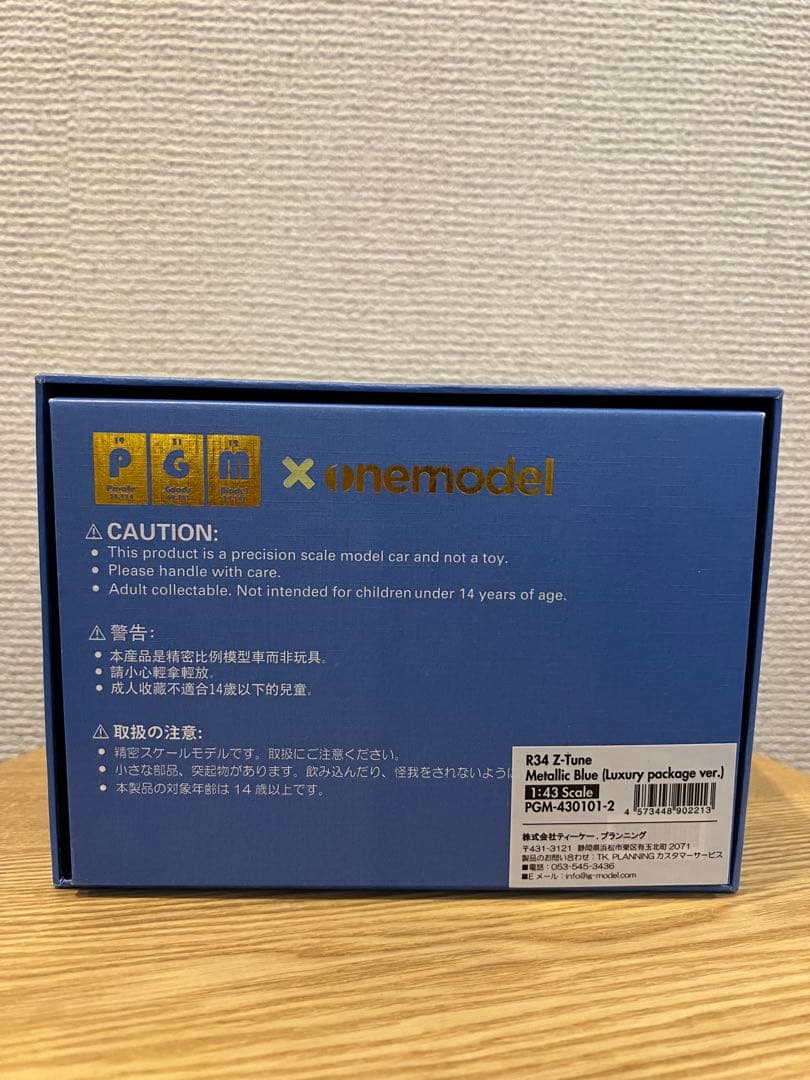 P G M × onemodel
Goods
⚠ CAUTION:
• This product is a precision scale model car and not a toy.
• Please handle with care.
• Adult collectable. Not intended for children under 14 years of age.
⚠ 警告:
• 本產品是精密比例模型車而非玩具。
• 請小心輕拿輕放。
• 成人收藏不適合14歲以下的兒童。
⚠ 取扱の注意:
• 精密スケールモデルです。取扱にご注意ください。
• 小さな部品、突起物があります。飲み込んだり、怪我をされないように
• 本製品の対象年齢は14歳以上です。
R34 Z-Tune
Metallic Blue (Luxury package ver.)
1:43 Scale
PGM-430101-2
4 573448 902213
株式会社ティーケー.プランニング
〒431-3121 静岡県浜松市東区有玉北町2071
製品のお問い合わせ:TK. PLANNING カスタマーサービス
■電話:053-545-3436
■Eメール:info@ig-model.com